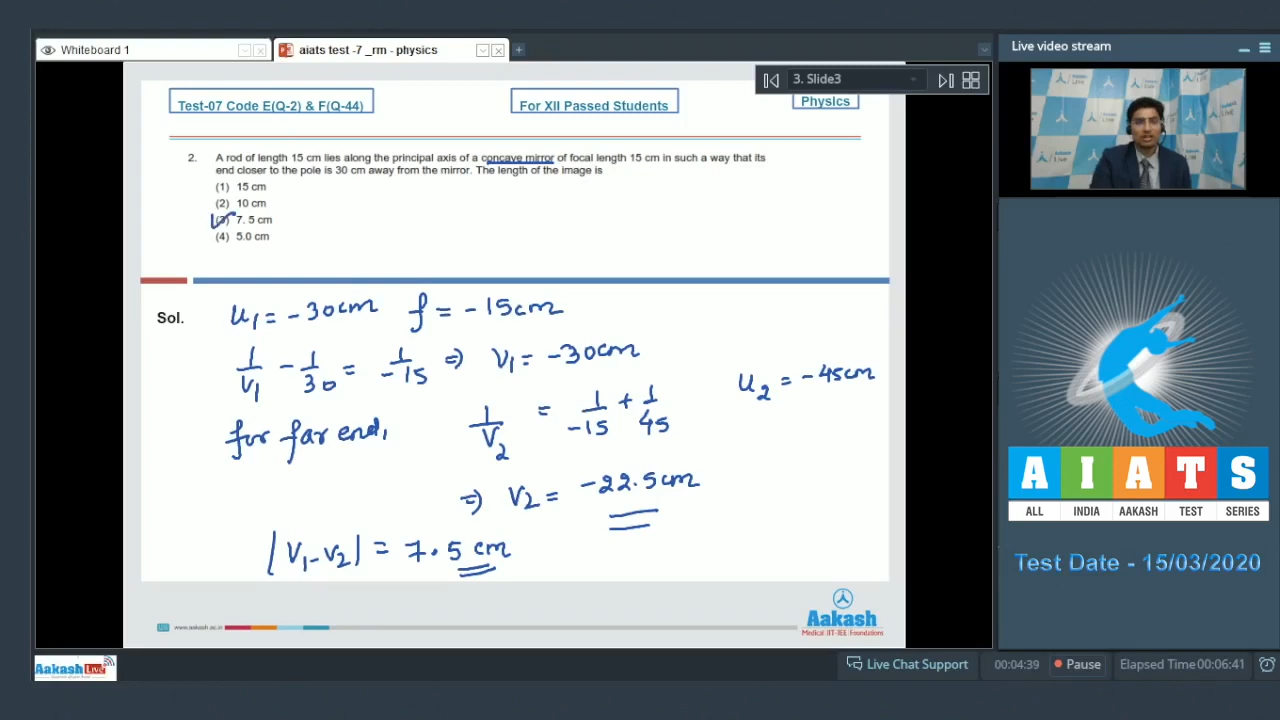 Whiteboard 1
aiats test -7 _rm - physics
Live video stream
3. Slide3
Test-07 Code E(Q-2) & F(Q-44)
For XII Passed Students
Physics
2. A rod of length 15 cm lies along the principal axis of a concave mirror of focal length 15 cm in such a way that its
end closer to the pole is 30 cm away from the mirror. The length of the image is
(1) 15 cm
(2) 10 cm
(3) 7. 5 cm
(4) 5.0 cm
Sol.
u₁ = -30cm f = -15cm
1/v₁ - 1/30 = 1/-15 ⇒ v₁ = -30cm
u₂ = -45cm
for far end, 1/v₂ = 1/-15 + 1/45
⇒ v₂ = -22.5cm
|v₁-v₂| = 7.5 cm
AIATS
ALL INDIA AAKASH TEST SERIES
Test Date - 15/03/2020
www.aakash.ac.in
Aakash
Medical|IIT-JEE|Foundations
Aakash Live
Live Chat Support
00:04:39
Pause
Elapsed Time 00:06:41